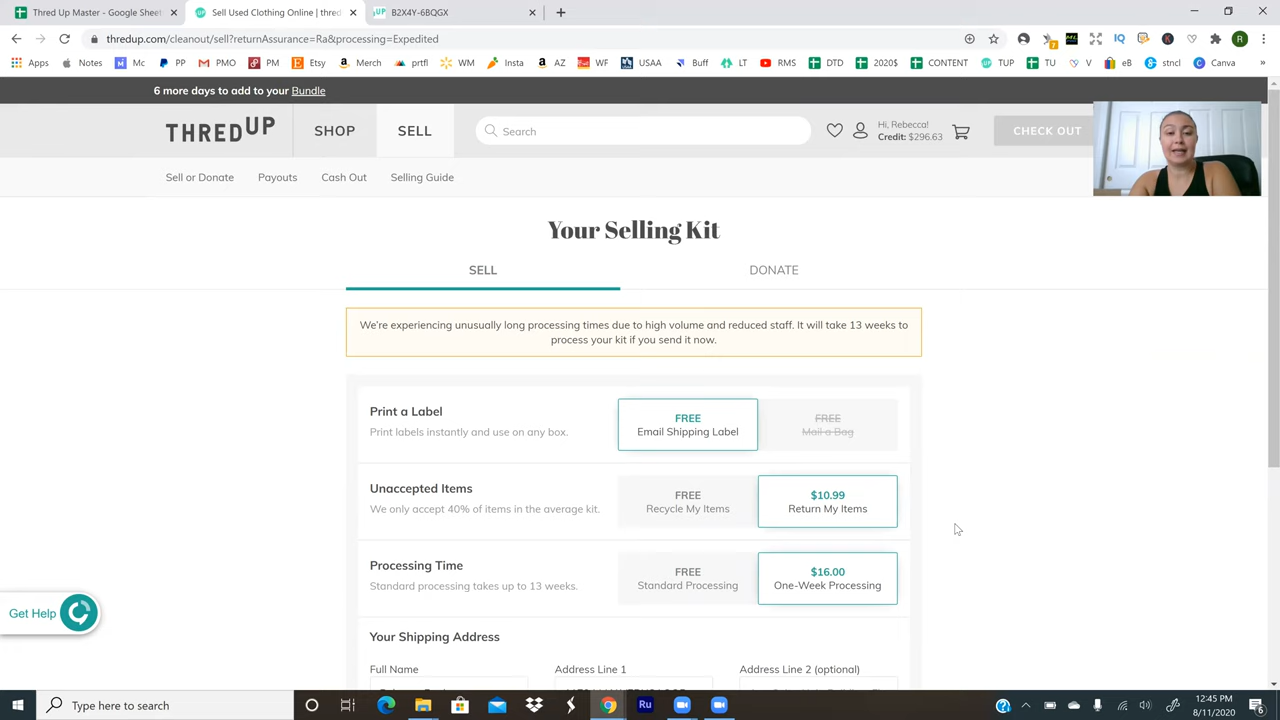 Thred Up Master - Google Sheet
Sell Used Clothing Online | thred
B2X4Y-6BQGX
thredup.com/cleanout/sell?returnAssurance=Ra&processing=Expedited
Apps
Notes
Mc
PP
PMO
PM
Etsy
Merch
prtfl
WM
Insta
AZ
WF
USAA
Buff
LT
RMS
DTD
2020$
CONTENT
TUP
TU
V
eB
stncl
Canva
6 more days to add to your Bundle
THREDUP
SHOP
SELL
Search
Hi, Rebecca!
Credit: $296.63
CHECK OUT
Sell or Donate
Payouts
Cash Out
Selling Guide
Your Selling Kit
SELL
DONATE
We're experiencing unusually long processing times due to high volume and reduced staff. It will take 13 weeks to
process your kit if you send it now.
Print a Label
Print labels instantly and use on any box.
FREE
Email Shipping Label
FREE
Mail a Bag
Unaccepted Items
We only accept 40% of items in the average kit.
FREE
Recycle My Items
$10.99
Return My Items
Processing Time
Standard processing takes up to 13 weeks.
FREE
Standard Processing
$16.00
One-Week Processing
Get Help
Your Shipping Address
Full Name
Address Line 1
Address Line 2 (optional)
Type here to search
Ru
12:45 PM
8/11/2020
6